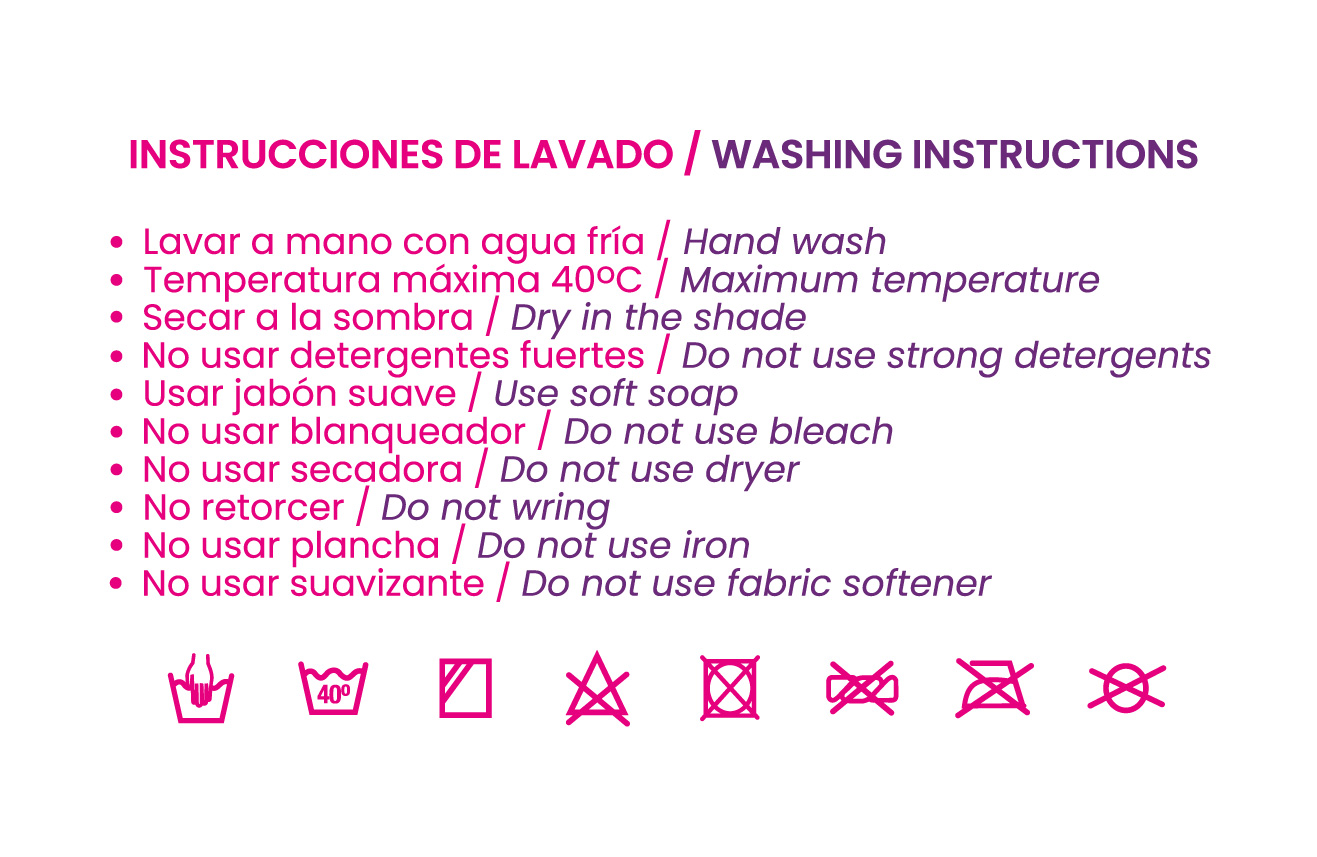 INSTRUCCIONES DE LAVADO / WASHING INSTRUCTIONS
• Lavar a mano con agua fría / Hand wash
• Temperatura máxima 40ºC / Maximum temperature
• Secar a la sombra / Dry in the shade
• No usar detergentes fuertes / Do not use strong detergents
• Usar jabón suave / Use soft soap
• No usar blanqueador / Do not use bleach
• No usar secadora / Do not use dryer
• No retorcer / Do not wring
• No usar plancha / Do not use iron
• No usar suavizante / Do not use fabric softener
40º